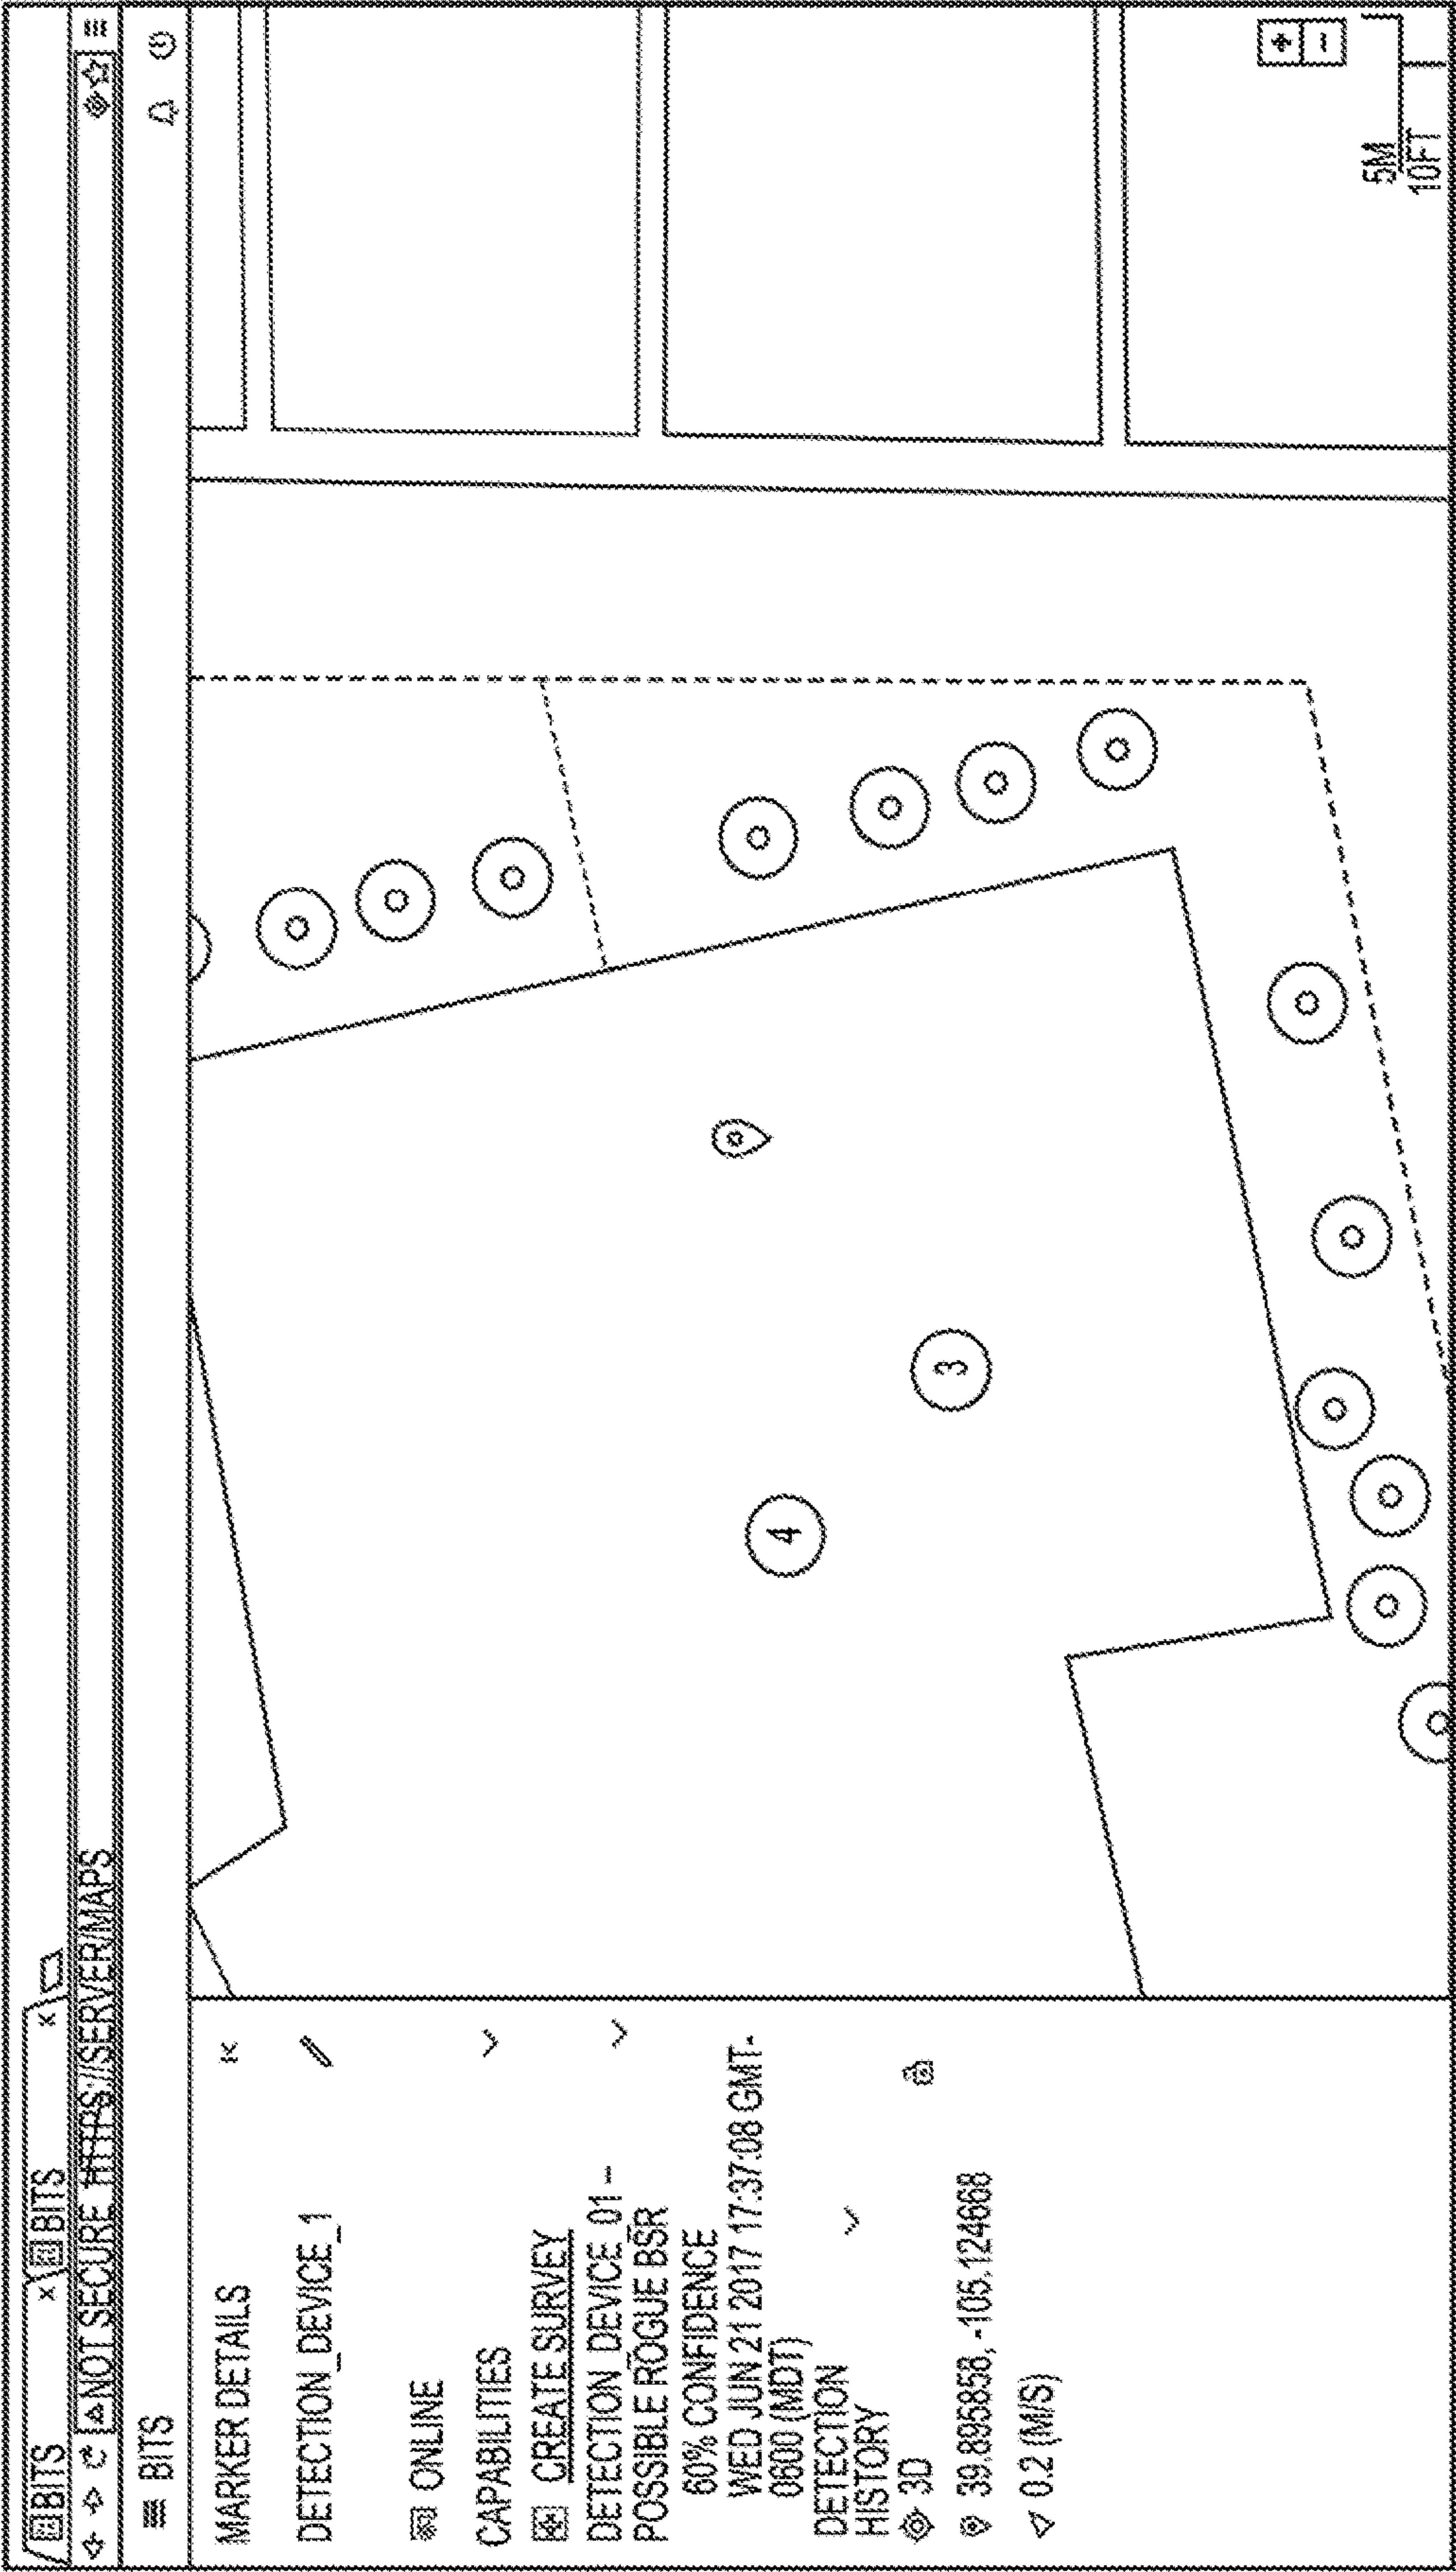 BITS × BITS ×
NOT SECURE HTTPS://SERVER/MAPS
BITS
MARKER DETAILS
DETECTION_DEVICE_1
ONLINE
CAPABILITIES
CREATE SURVEY
DETECTION_DEVICE_01 –
POSSIBLE ROGUE BSR
60% CONFIDENCE
WED JUN 21 2017 17:37:08 GMT-
0600 (MDT)
DETECTION
HISTORY
3D
39.895858, -105.124668
0.2 (M/S)
4
3
+
-
5M
10FT